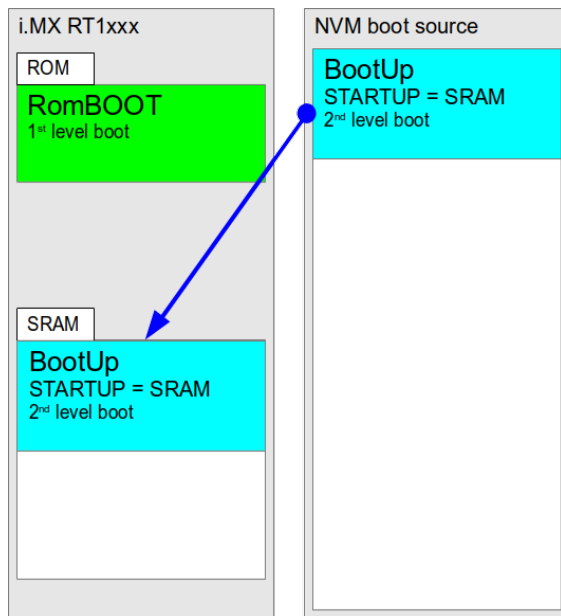 i.MX RT1xxx
ROM
RomBOOT
1st level boot
SRAM
BootUp
STARTUP = SRAM
2nd level boot
NVM boot source
BootUp
STARTUP = SRAM
2nd level boot